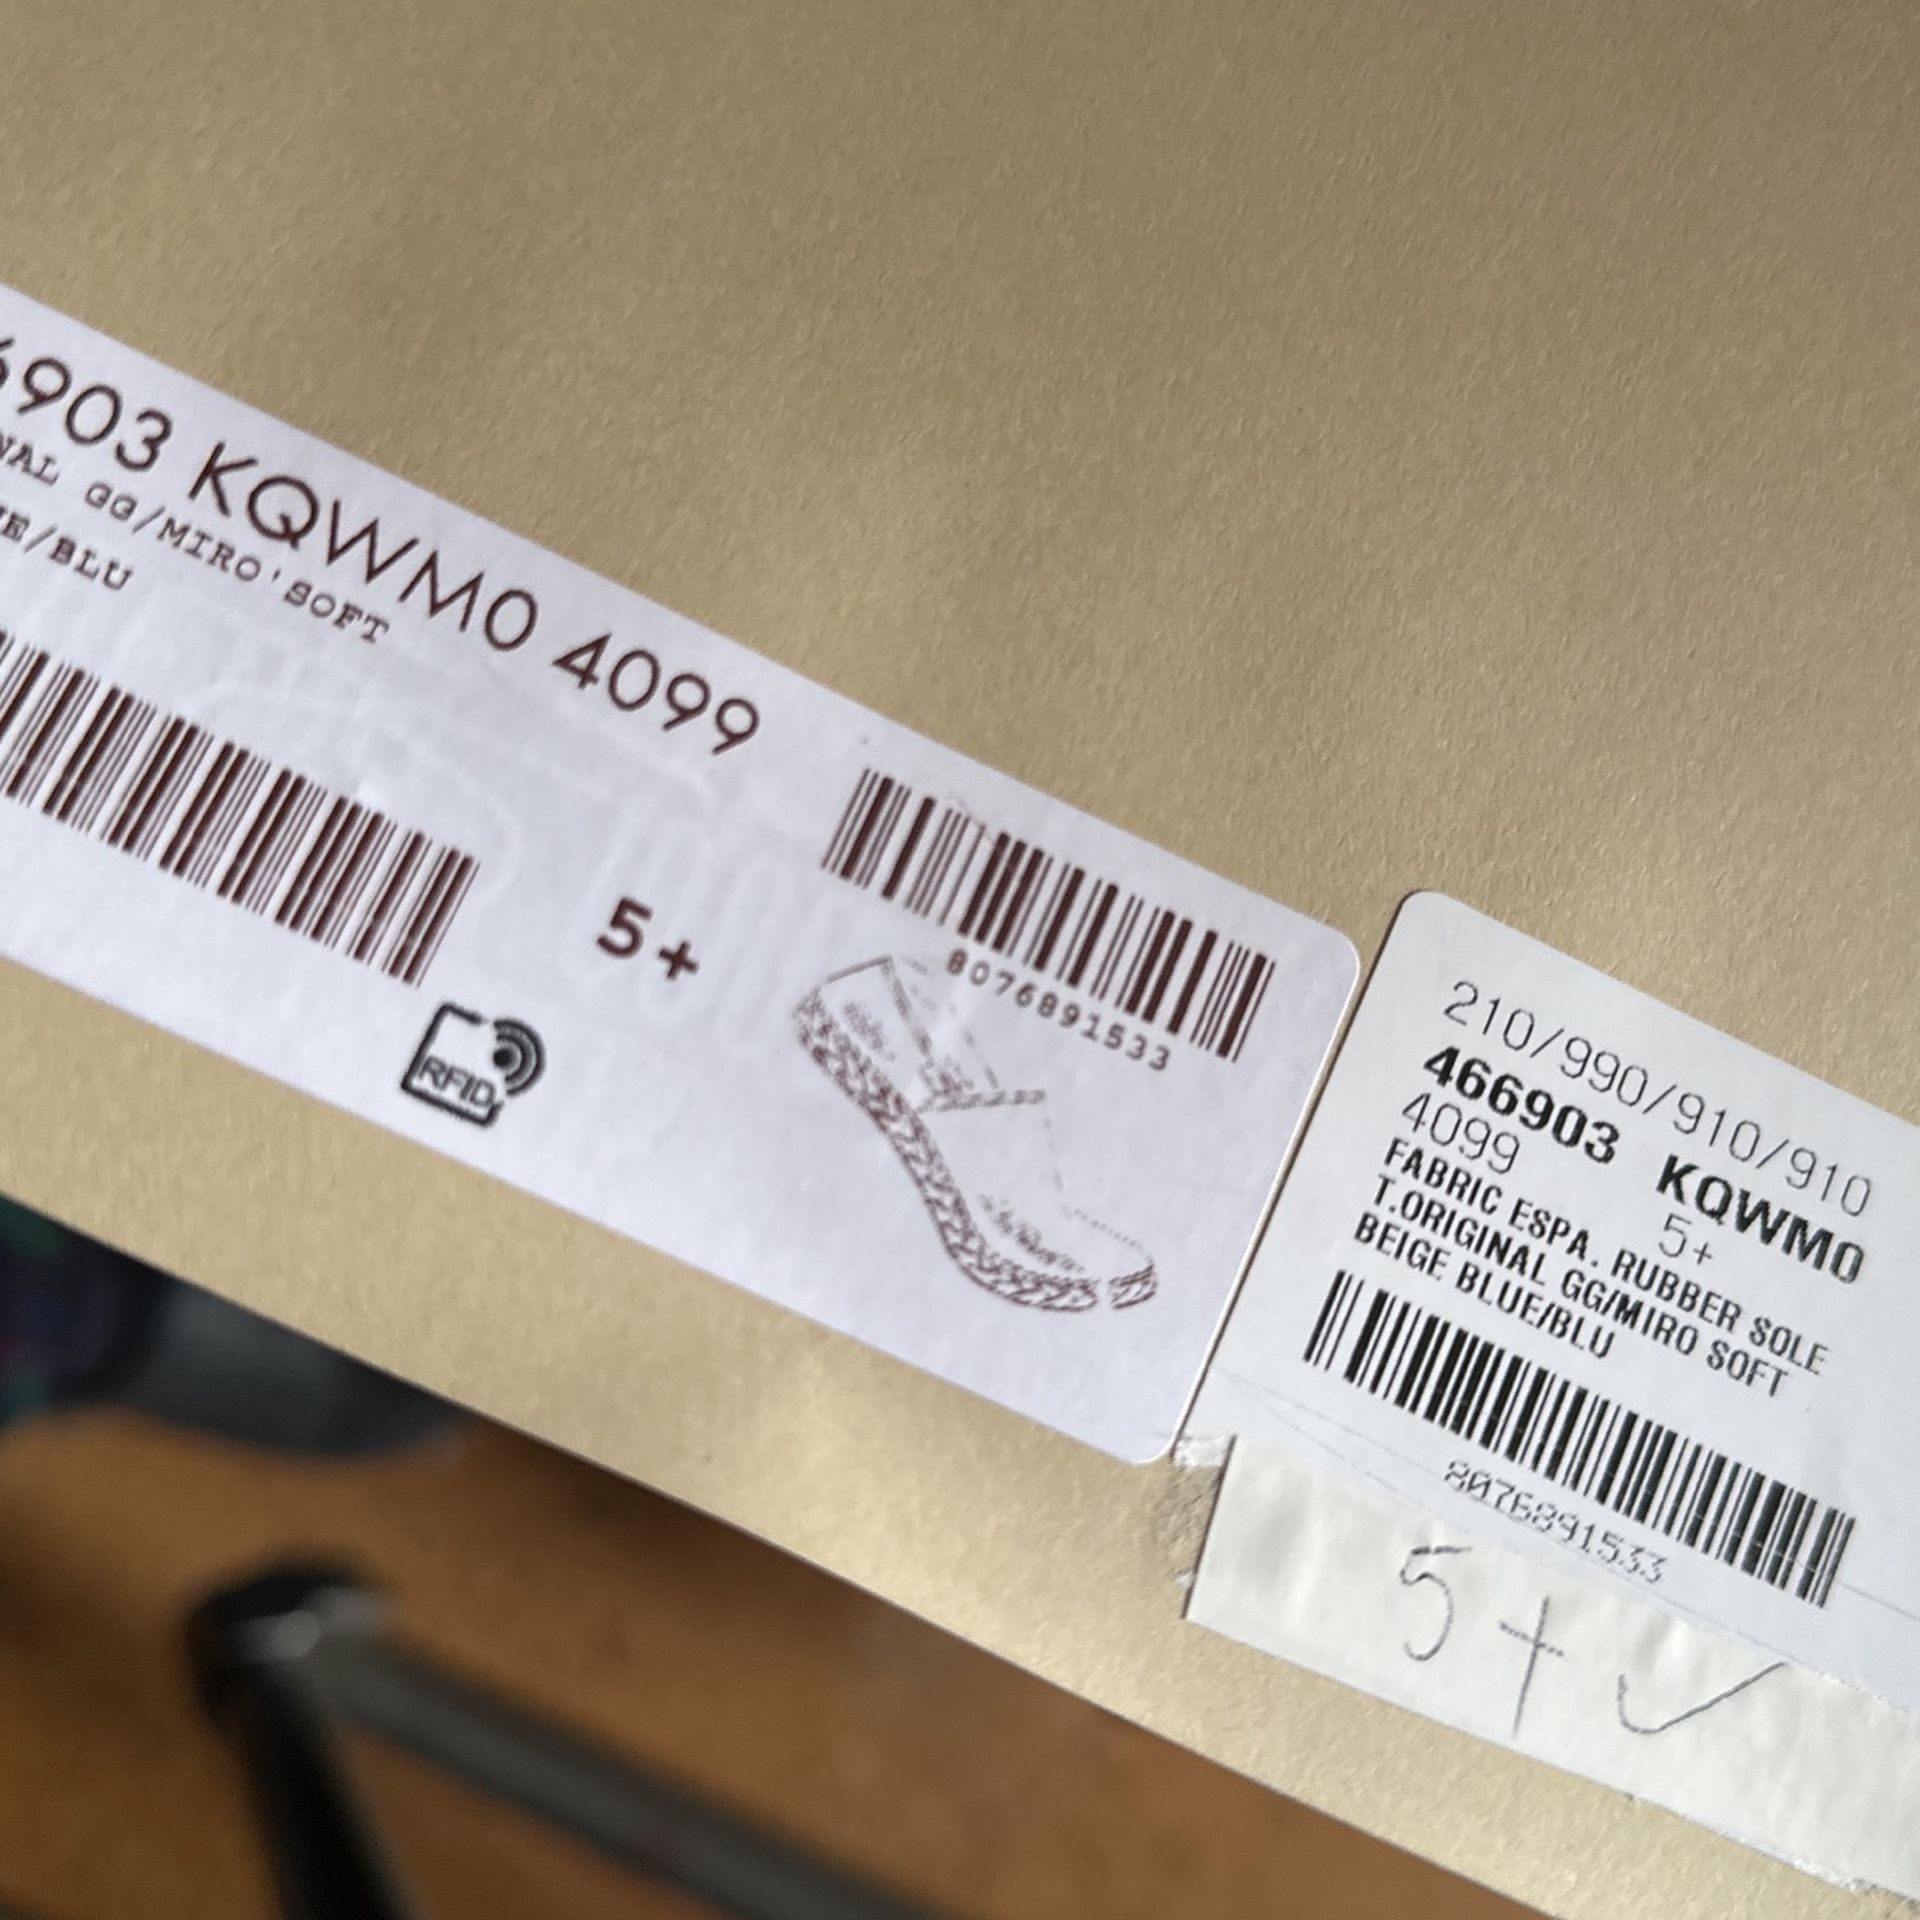 6903 KQWM0 4099
NAL GG/MIRO'SOFT
E/BLU
5+
8076891533
RFID
210/990/910/910
466903 KQWM0
4099 5+
FABRIC ESPA. RUBBER SOLE
T.ORIGINAL GG/MIRO SOFT
BEIGE BLUE/BLU
8076891533
5+✓